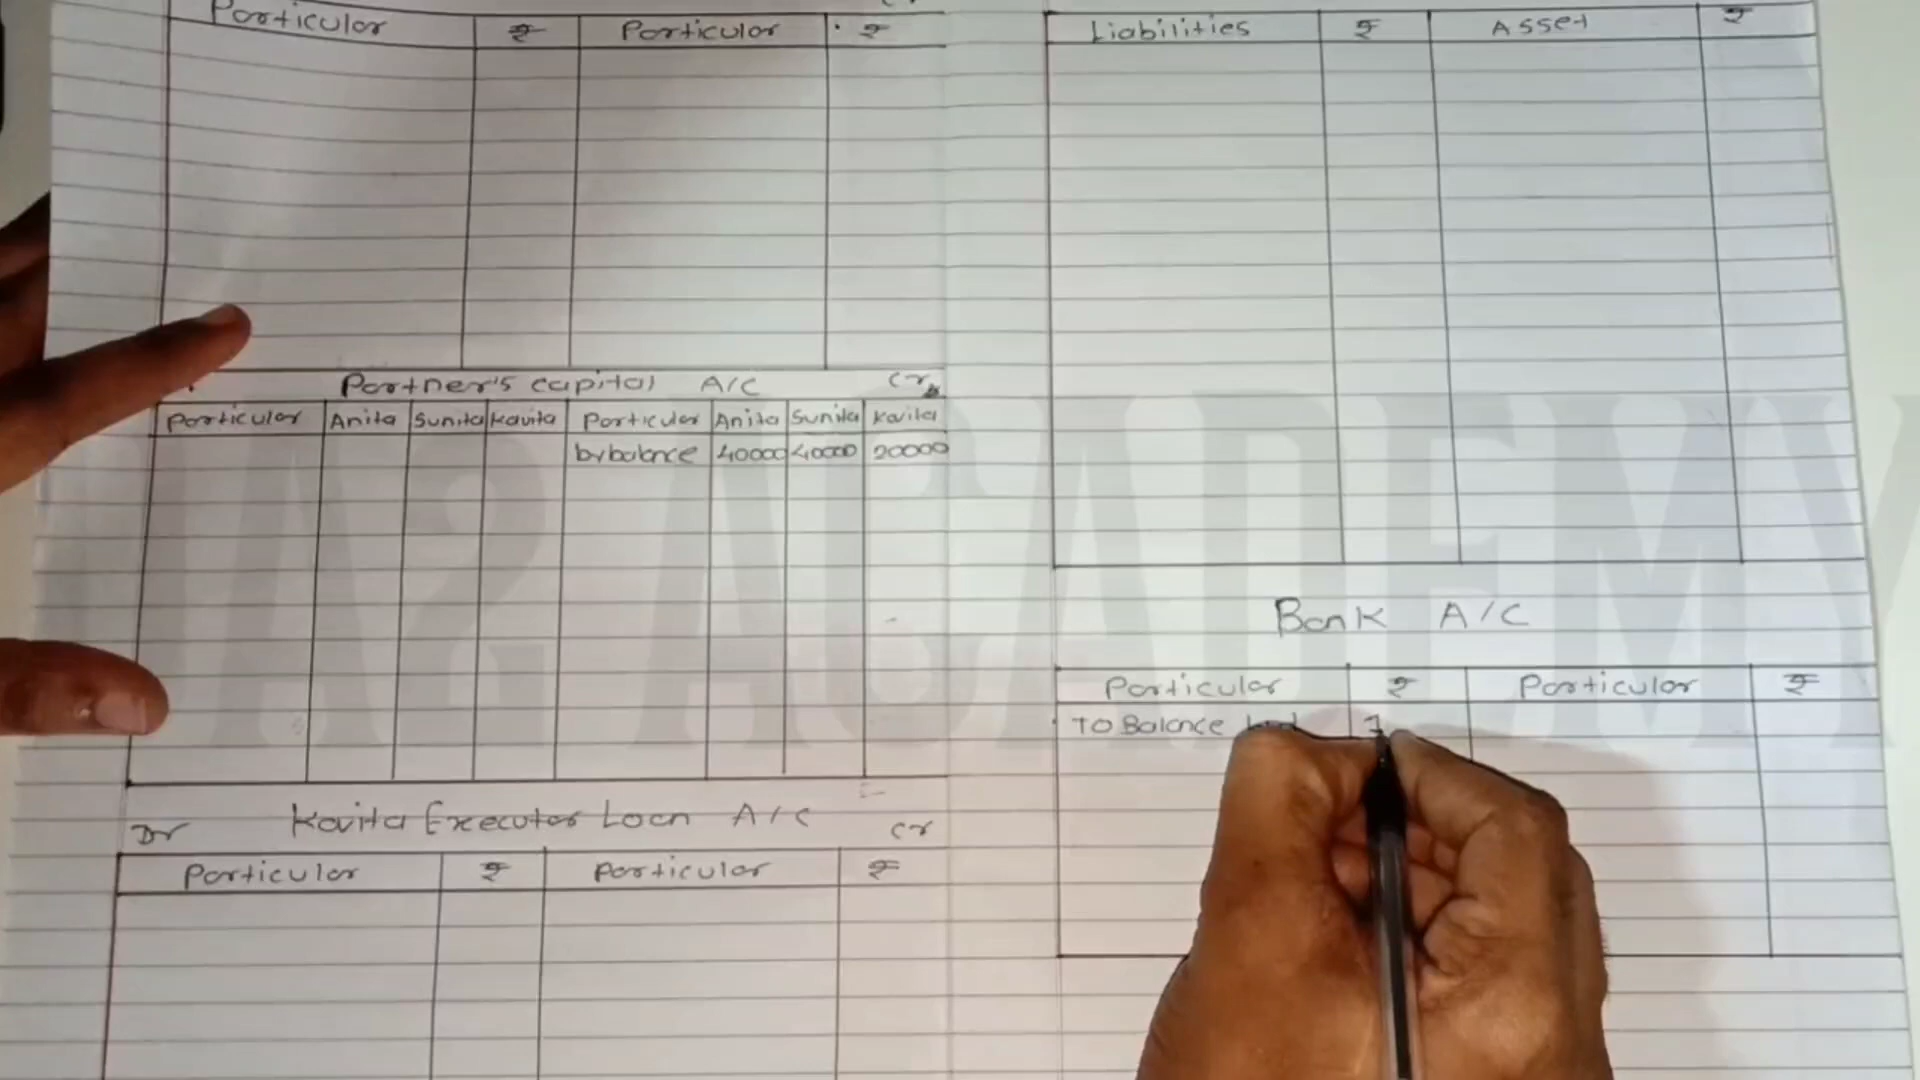 Particular ₹ Particular ₹
Partner's capital A/C Cr
Particular Anita Sunita Kavita Particular Anita Sunita Kavita
by balance 40000 40000 20000
Kavita Executor Loan A/C
Dr Cr
Particular ₹ Particular ₹
Liabilities ₹ Asset ₹
Bank A/C
Particular ₹ Particular ₹
To Balance
ACADEMY